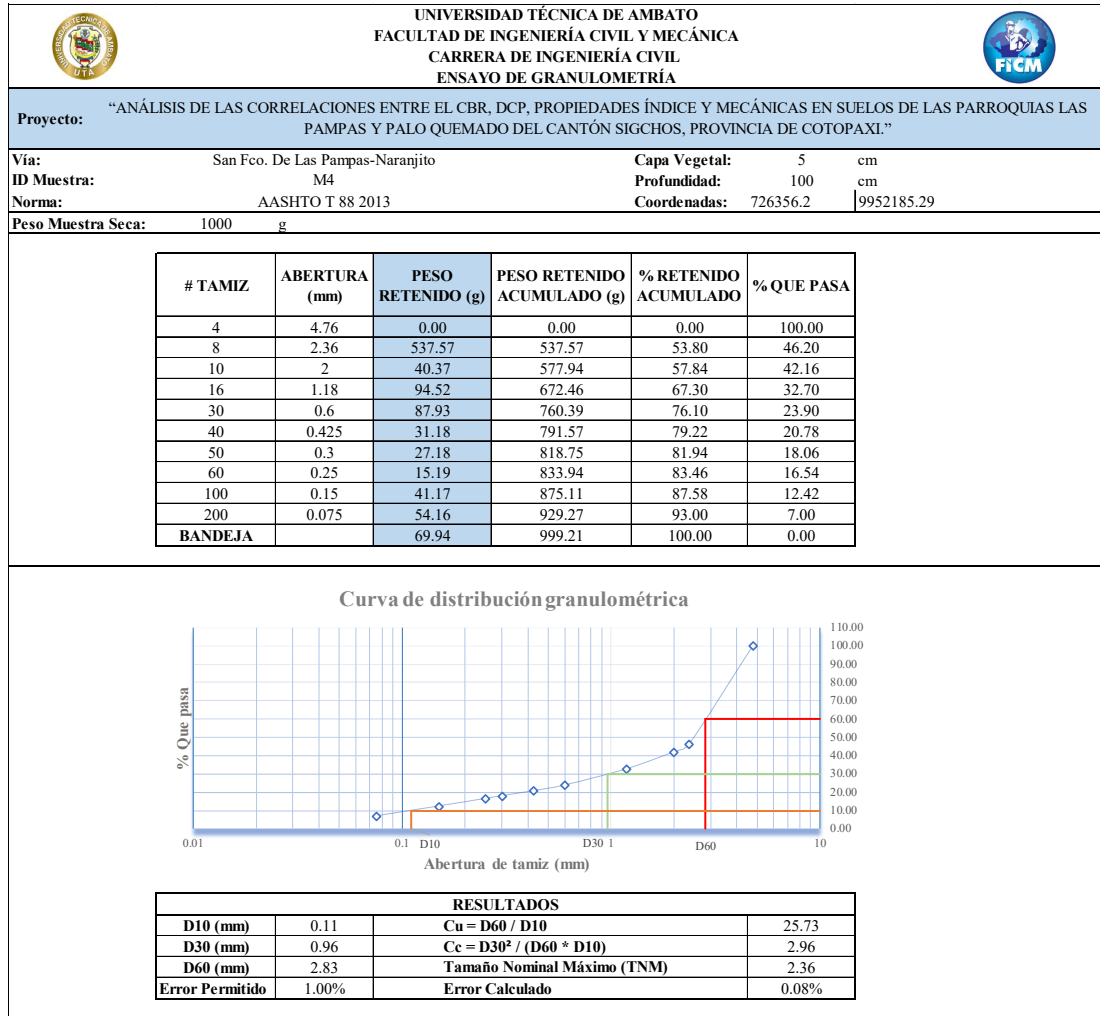 UNIVERSIDAD TÉCNICA DE AMBATO
FACULTAD DE INGENIERÍA CIVIL Y MECÁNICA
CARRERA DE INGENIERÍA CIVIL
ENSAYO DE GRANULOMETRÍA
UNIVERSIDAD TECNICA DE AMBATO
UTA
FICM
Proyecto: “ANÁLISIS DE LAS CORRELACIONES ENTRE EL CBR, DCP, PROPIEDADES ÍNDICE Y MECÁNICAS EN SUELOS DE LAS PARROQUIAS LAS
PAMPAS Y PALO QUEMADO DEL CANTÓN SIGCHOS, PROVINCIA DE COTOPAXI.”
Vía: San Fco. De Las Pampas-Naranjito Capa Vegetal: 5 cm
ID Muestra: M4 Profundidad: 100 cm
Norma: AASHTO T 88 2013 Coordenadas: 726356.2 9952185.29
Peso Muestra Seca: 1000 g
# TAMIZ ABERTURA (mm) PESO RETENIDO (g) PESO RETENIDO ACUMULADO (g) % RETENIDO ACUMULADO % QUE PASA
4 4.76 0.00 0.00 0.00 100.00
8 2.36 537.57 537.57 53.80 46.20
10 2 40.37 577.94 57.84 42.16
16 1.18 94.52 672.46 67.30 32.70
30 0.6 87.93 760.39 76.10 23.90
40 0.425 31.18 791.57 79.22 20.78
50 0.3 27.18 818.75 81.94 18.06
60 0.25 15.19 833.94 83.46 16.54
100 0.15 41.17 875.11 87.58 12.42
200 0.075 54.16 929.27 93.00 7.00
BANDEJA 69.94 999.21 100.00 0.00
Curva de distribución granulométrica
110.00
100.00
90.00
80.00
70.00
60.00
50.00
40.00
30.00
20.00
10.00
0.00
% Que pasa
0.01 0.1 D10 D30 1 D60 10
Abertura de tamiz (mm)
RESULTADOS
D10 (mm) 0.11 Cu = D60 / D10 25.73
D30 (mm) 0.96 Cc = D30² / (D60 * D10) 2.96
D60 (mm) 2.83 Tamaño Nominal Máximo (TNM) 2.36
Error Permitido 1.00% Error Calculado 0.08%